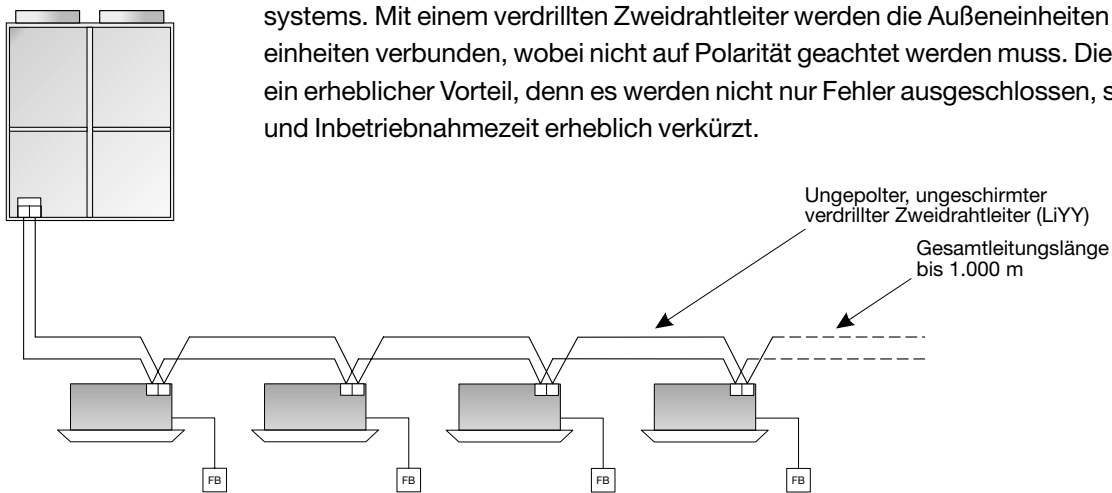 systems. Mit einem verdrillten Zweidrahtleiter werden die Außeneinheiten
einheiten verbunden, wobei nicht auf Polarität geachtet werden muss. Die
ein erheblicher Vorteil, denn es werden nicht nur Fehler ausgeschlossen, s
und Inbetriebnahmezeit erheblich verkürzt.
Ungepolter, ungeschirmter
verdrillter Zweidrahtleiter (LiYY)
Gesamtleitungslänge
bis 1.000 m
FB
FB
FB
FB